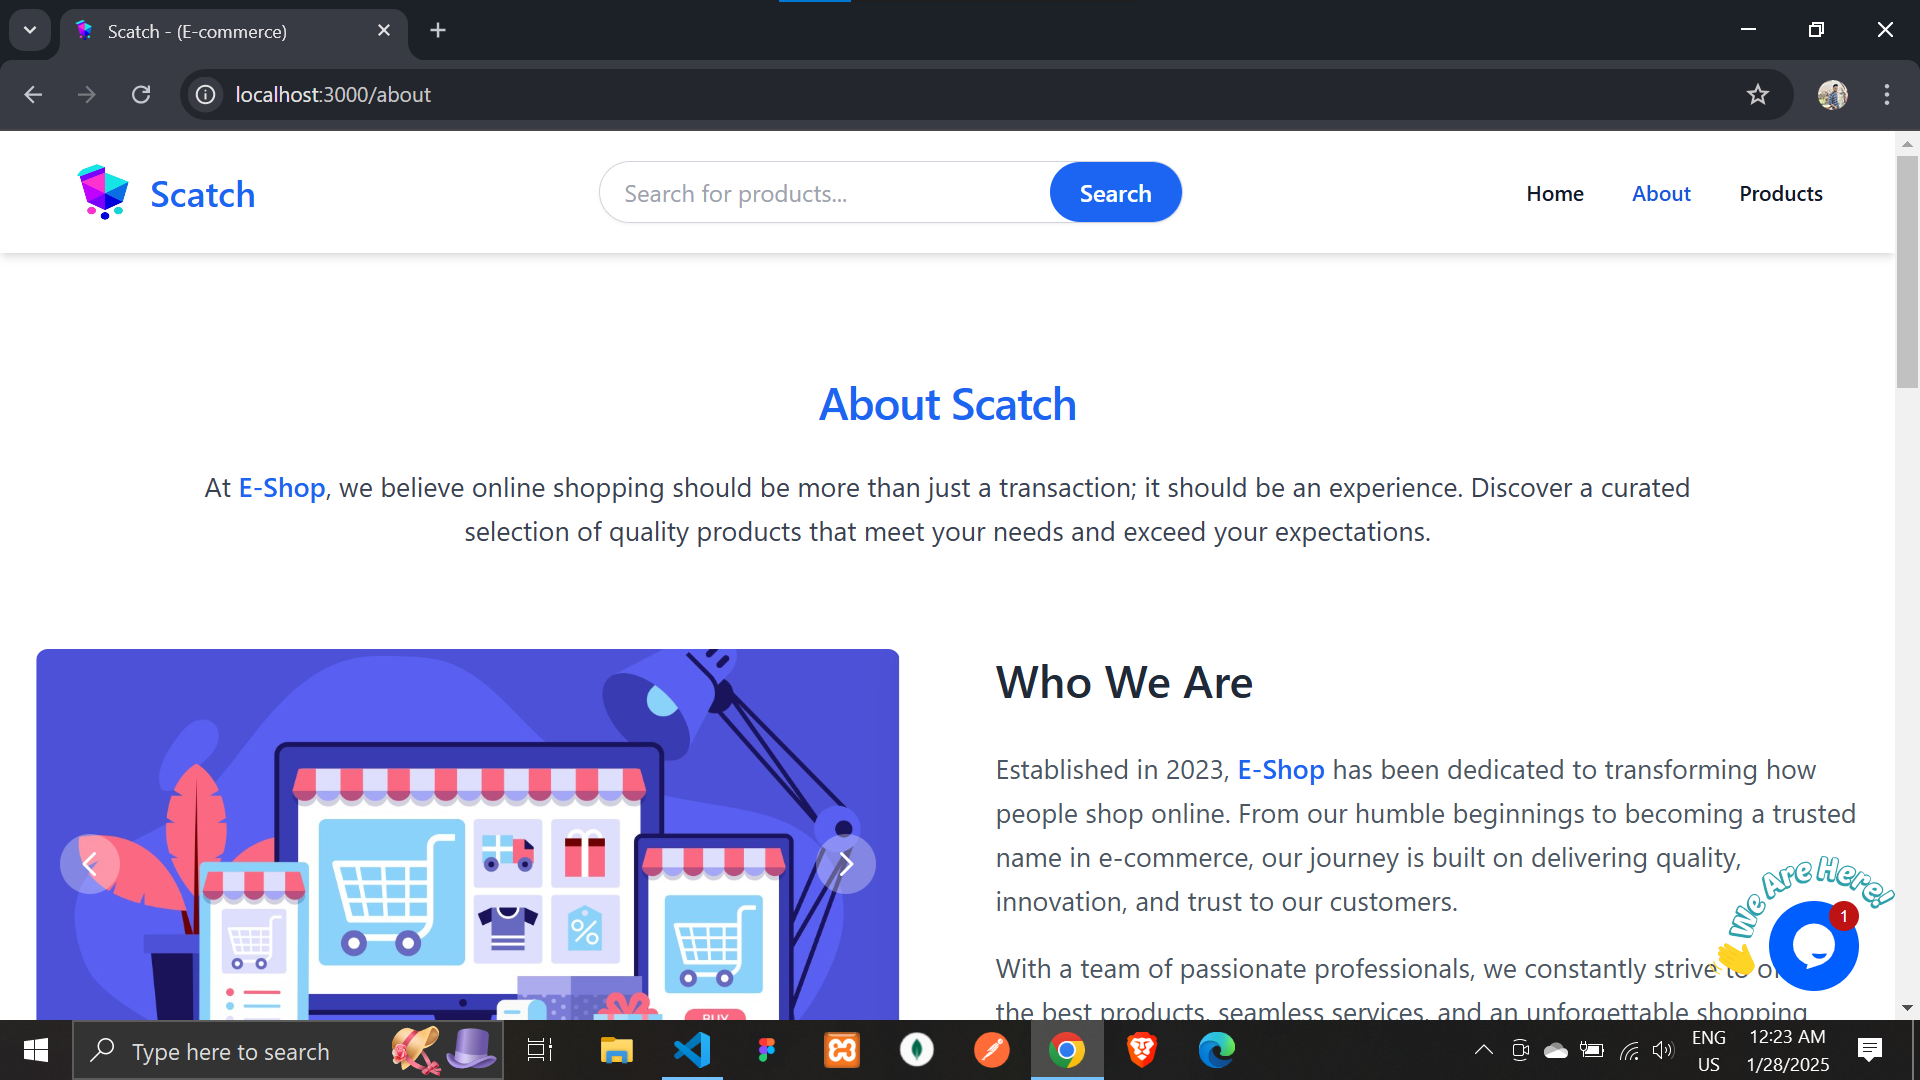 Scatch - (E-commerce)
localhost:3000/about
Scatch
Search for products...
Search
Home
About
Products
About Scatch
At E-Shop, we believe online shopping should be more than just a transaction; it should be an experience. Discover a curated
selection of quality products that meet your needs and exceed your expectations.
Who We Are
Established in 2023, E-Shop has been dedicated to transforming how
people shop online. From our humble beginnings to becoming a trusted
name in e-commerce, our journey is built on delivering quality,
innovation, and trust to our customers.
With a team of passionate professionals, we constantly strive to
the best products, seamless services, and an unforgettable shopping
%
BUY
We Are Here!
1
Type here to search
ENG
US
12:23 AM
1/28/2025